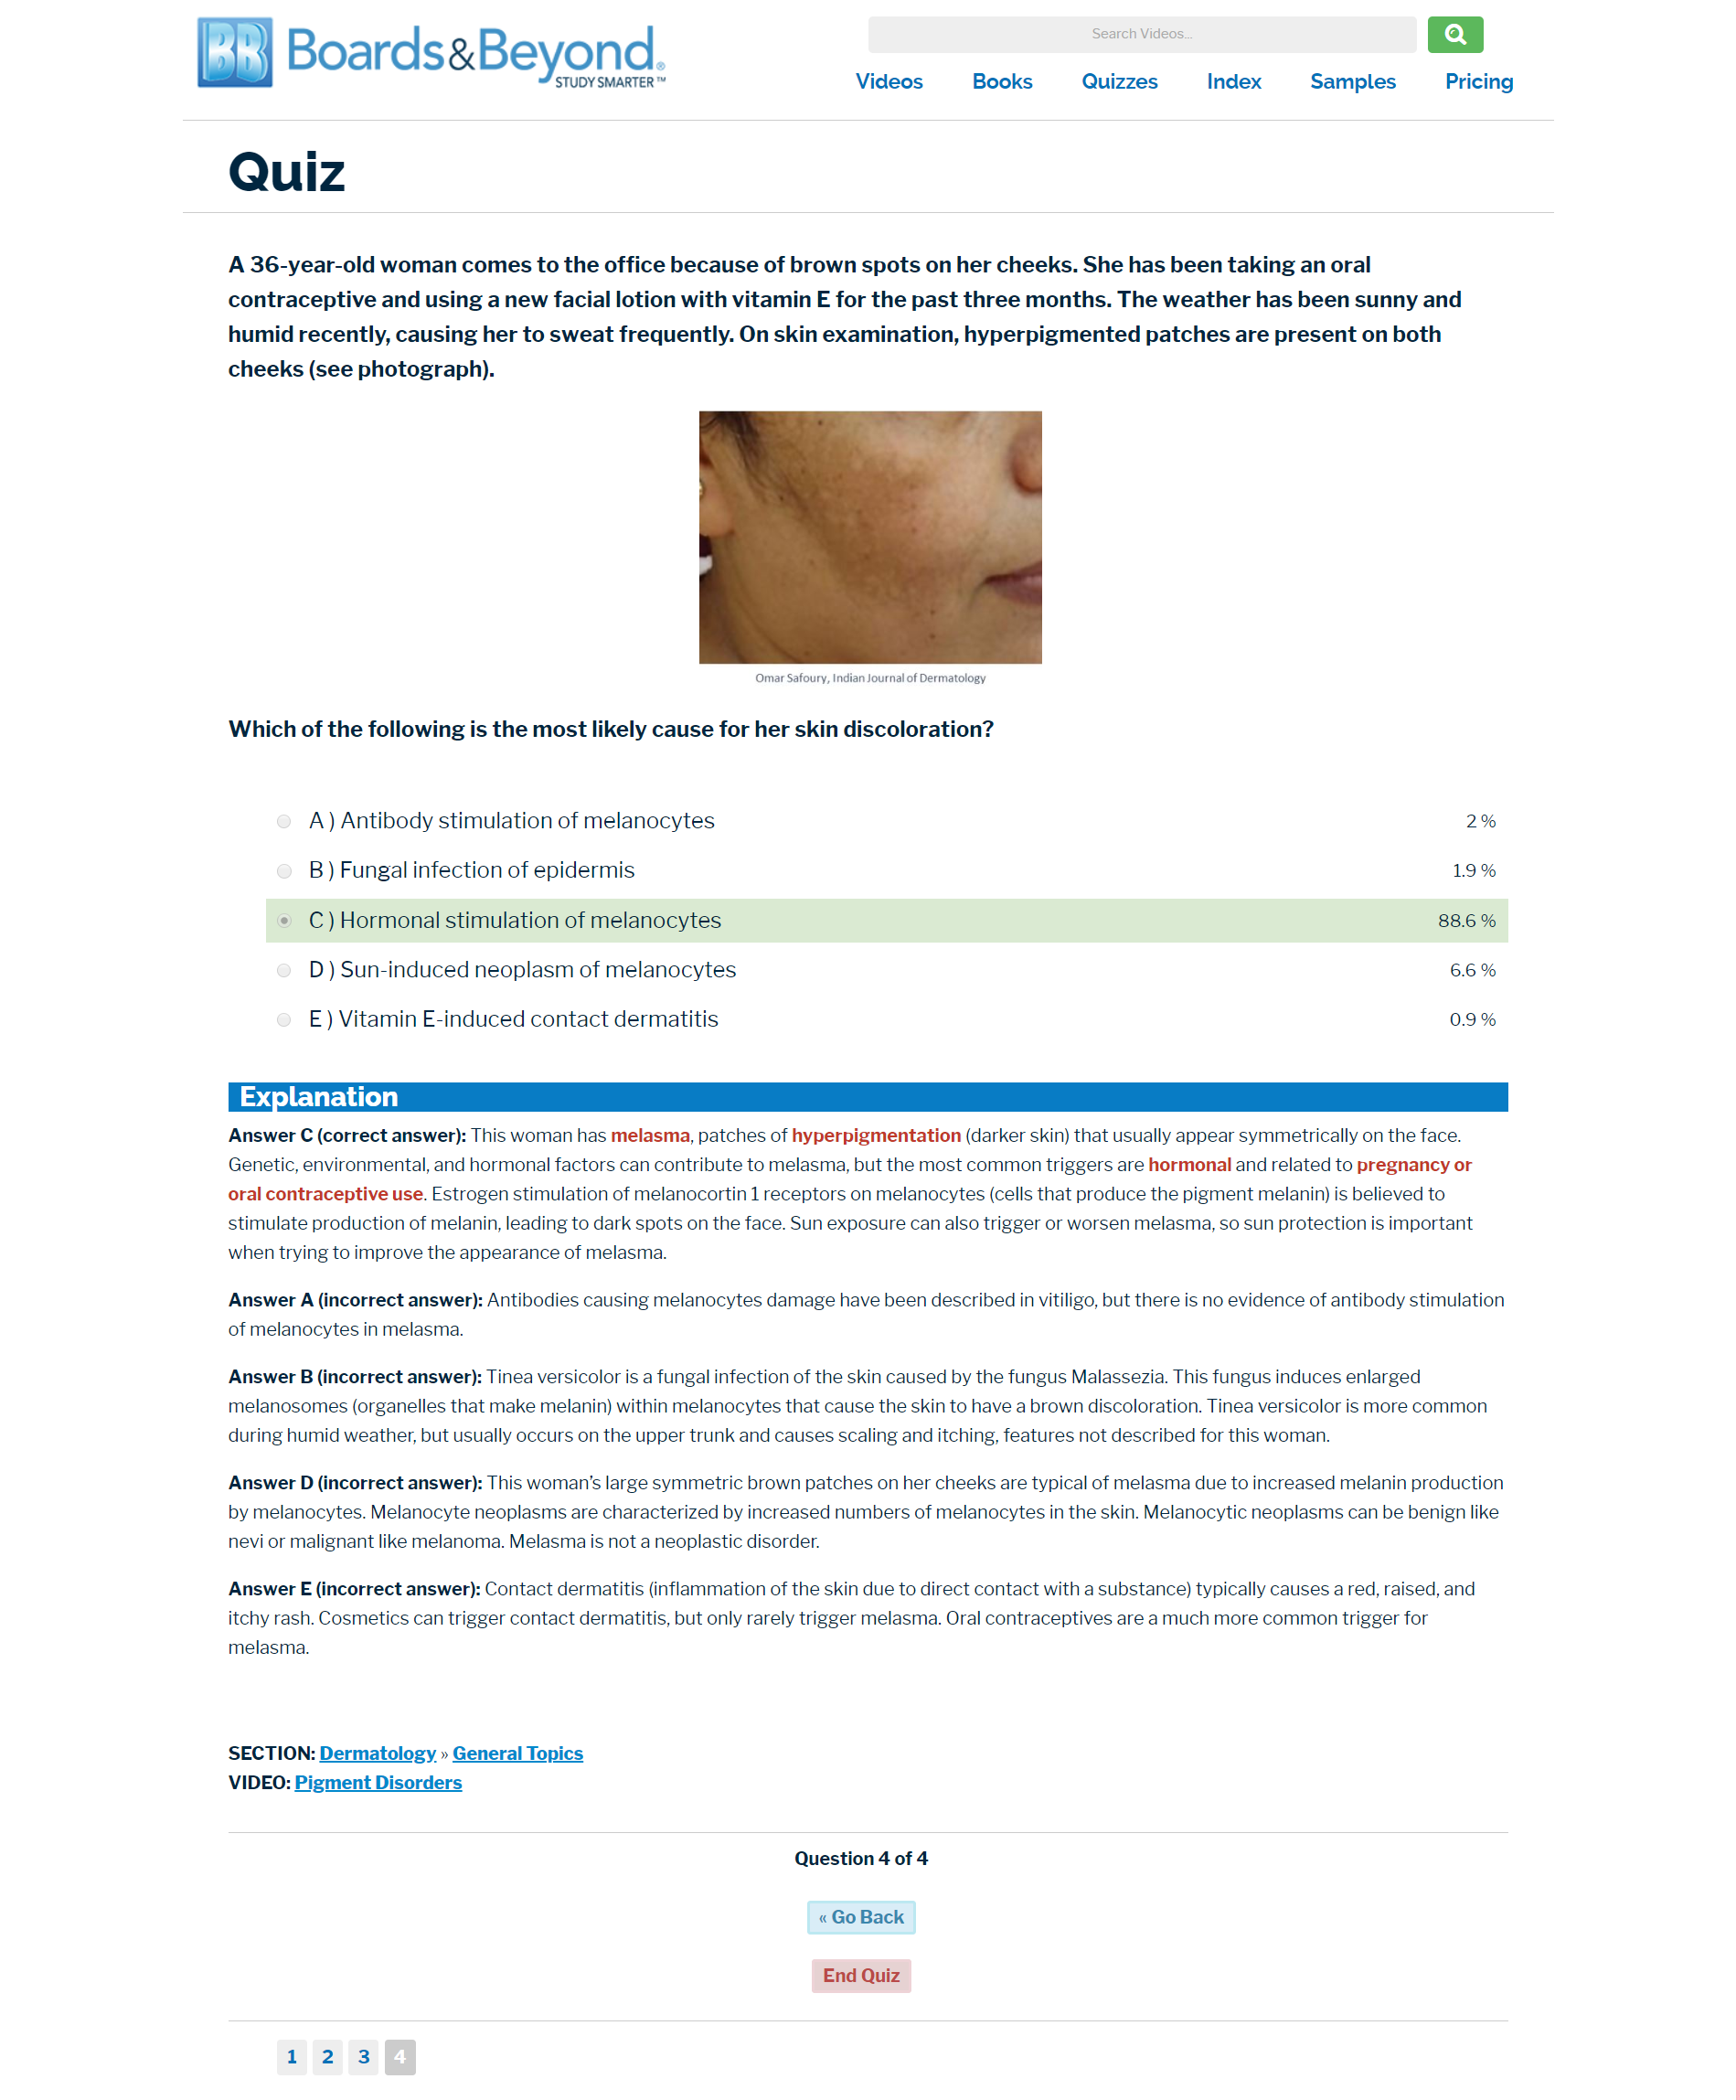 BB Boards&Beyond®
STUDY SMARTER™
Search Videos...
Videos Books Quizzes Index Samples Pricing
Quiz
A 36-year-old woman comes to the office because of brown spots on her cheeks. She has been taking an oral
contraceptive and using a new facial lotion with vitamin E for the past three months. The weather has been sunny and
humid recently, causing her to sweat frequently. On skin examination, hyperpigmented patches are present on both
cheeks (see photograph).
Omar Safoury, Indian Journal of Dermatology
Which of the following is the most likely cause for her skin discoloration?
A ) Antibody stimulation of melanocytes 2 %
B ) Fungal infection of epidermis 1.9 %
C ) Hormonal stimulation of melanocytes 88.6 %
D ) Sun-induced neoplasm of melanocytes 6.6 %
E ) Vitamin E-induced contact dermatitis 0.9 %
Explanation
Answer C (correct answer): This woman has melasma, patches of hyperpigmentation (darker skin) that usually appear symmetrically on the face.
Genetic, environmental, and hormonal factors can contribute to melasma, but the most common triggers are hormonal and related to pregnancy or
oral contraceptive use. Estrogen stimulation of melanocortin 1 receptors on melanocytes (cells that produce the pigment melanin) is believed to
stimulate production of melanin, leading to dark spots on the face. Sun exposure can also trigger or worsen melasma, so sun protection is important
when trying to improve the appearance of melasma.
Answer A (incorrect answer): Antibodies causing melanocytes damage have been described in vitiligo, but there is no evidence of antibody stimulation
of melanocytes in melasma.
Answer B (incorrect answer): Tinea versicolor is a fungal infection of the skin caused by the fungus Malassezia. This fungus induces enlarged
melanosomes (organelles that make melanin) within melanocytes that cause the skin to have a brown discoloration. Tinea versicolor is more common
during humid weather, but usually occurs on the upper trunk and causes scaling and itching, features not described for this woman.
Answer D (incorrect answer): This woman's large symmetric brown patches on her cheeks are typical of melasma due to increased melanin production
by melanocytes. Melanocyte neoplasms are characterized by increased numbers of melanocytes in the skin. Melanocytic neoplasms can be benign like
nevi or malignant like melanoma. Melasma is not a neoplastic disorder.
Answer E (incorrect answer): Contact dermatitis (inflammation of the skin due to direct contact with a substance) typically causes a red, raised, and
itchy rash. Cosmetics can trigger contact dermatitis, but only rarely trigger melasma. Oral contraceptives are a much more common trigger for
melasma.
SECTION: Dermatology » General Topics
VIDEO: Pigment Disorders
Question 4 of 4
« Go Back
End Quiz
1 2 3 4